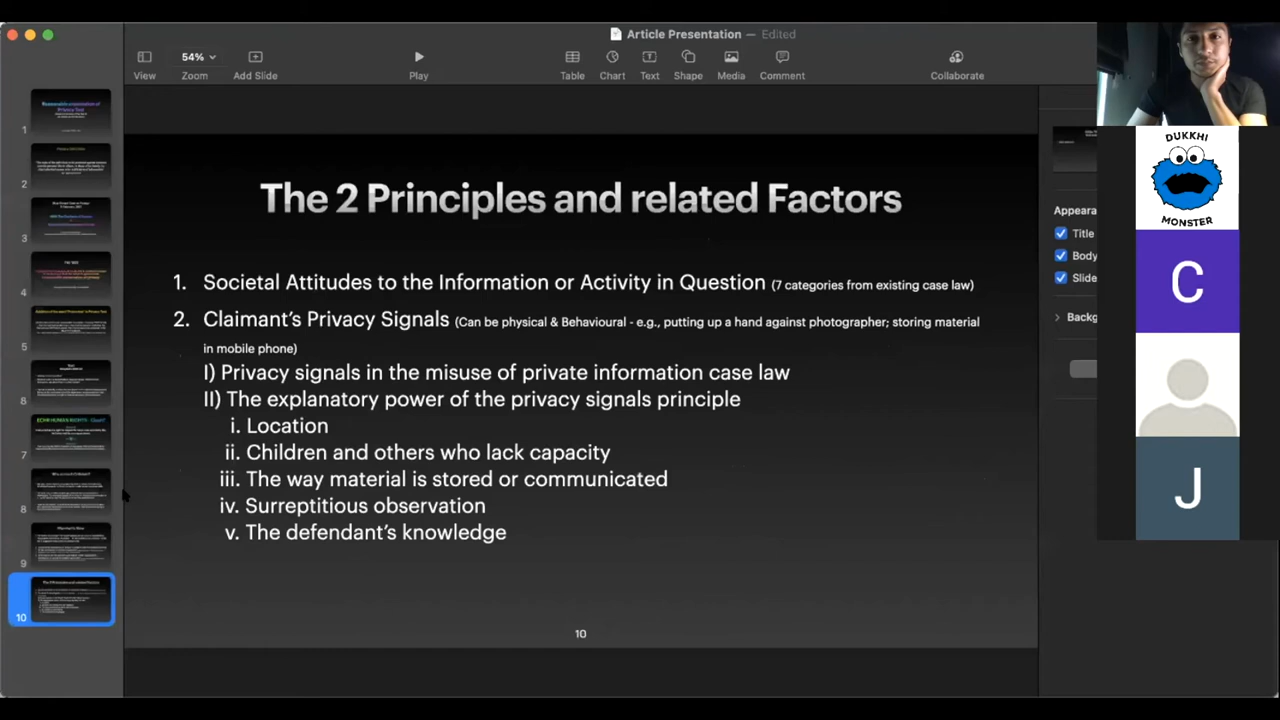 Article Presentation — Edited
54%
View
Zoom
Add Slide
Play
Table
Chart
Text
Shape
Media
Comment
Collaborate
1
2
3
4
5
6
7
8
9
10
The 2 Principles and related Factors
1. Societal Attitudes to the Information or Activity in Question (7 categories from existing case law)
2. Claimant's Privacy Signals (Can be physical & Behavioural - e.g., putting up a hand against photographer; storing material
in mobile phone)
I) Privacy signals in the misuse of private information case law
II) The explanatory power of the privacy signals principle
i. Location
ii. Children and others who lack capacity
iii. The way material is stored or communicated
iv. Surreptitious observation
v. The defendant's knowledge
10
Appea
Title
Body
Slide
Backg
DUKKHI
MONSTER
C
J